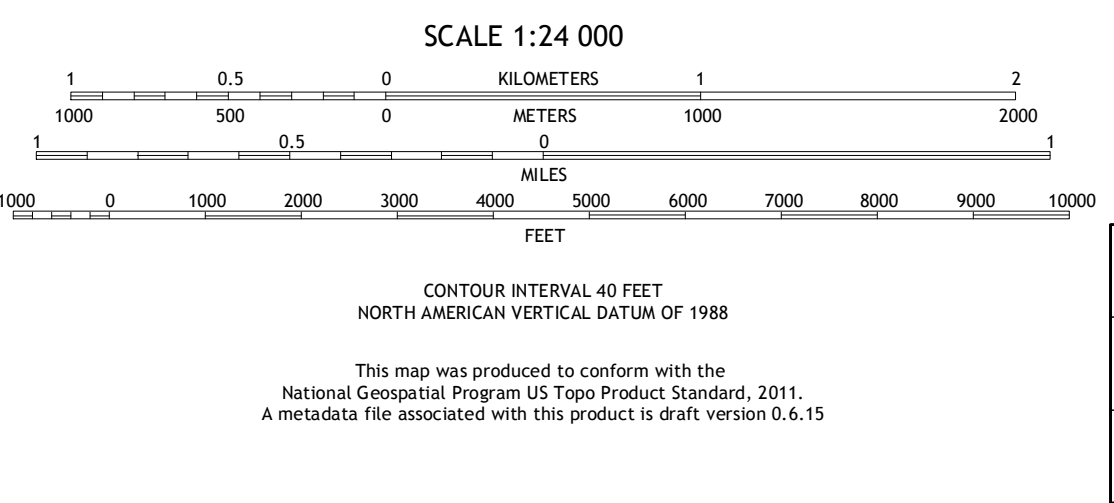 SCALE 1:24 000
1 0.5 0 KILOMETERS 1 2
1000 500 0 METERS 1000 2000
1 0.5 0 1
MILES
1000 0 1000 2000 3000 4000 5000 6000 7000 8000 9000 10000
FEET
CONTOUR INTERVAL 40 FEET
NORTH AMERICAN VERTICAL DATUM OF 1988
This map was produced to conform with the
National Geospatial Program US Topo Product Standard, 2011.
A metadata file associated with this product is draft version 0.6.15